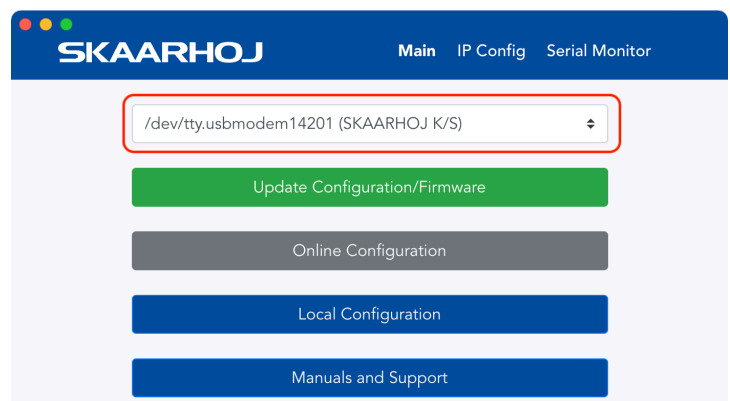 SKAARHOJ
Main IP Config Serial Monitor
/dev/tty.usbmodem14201 (SKAARHOJ K/S)
Update Configuration/Firmware
Online Configuration
Local Configuration
Manuals and Support